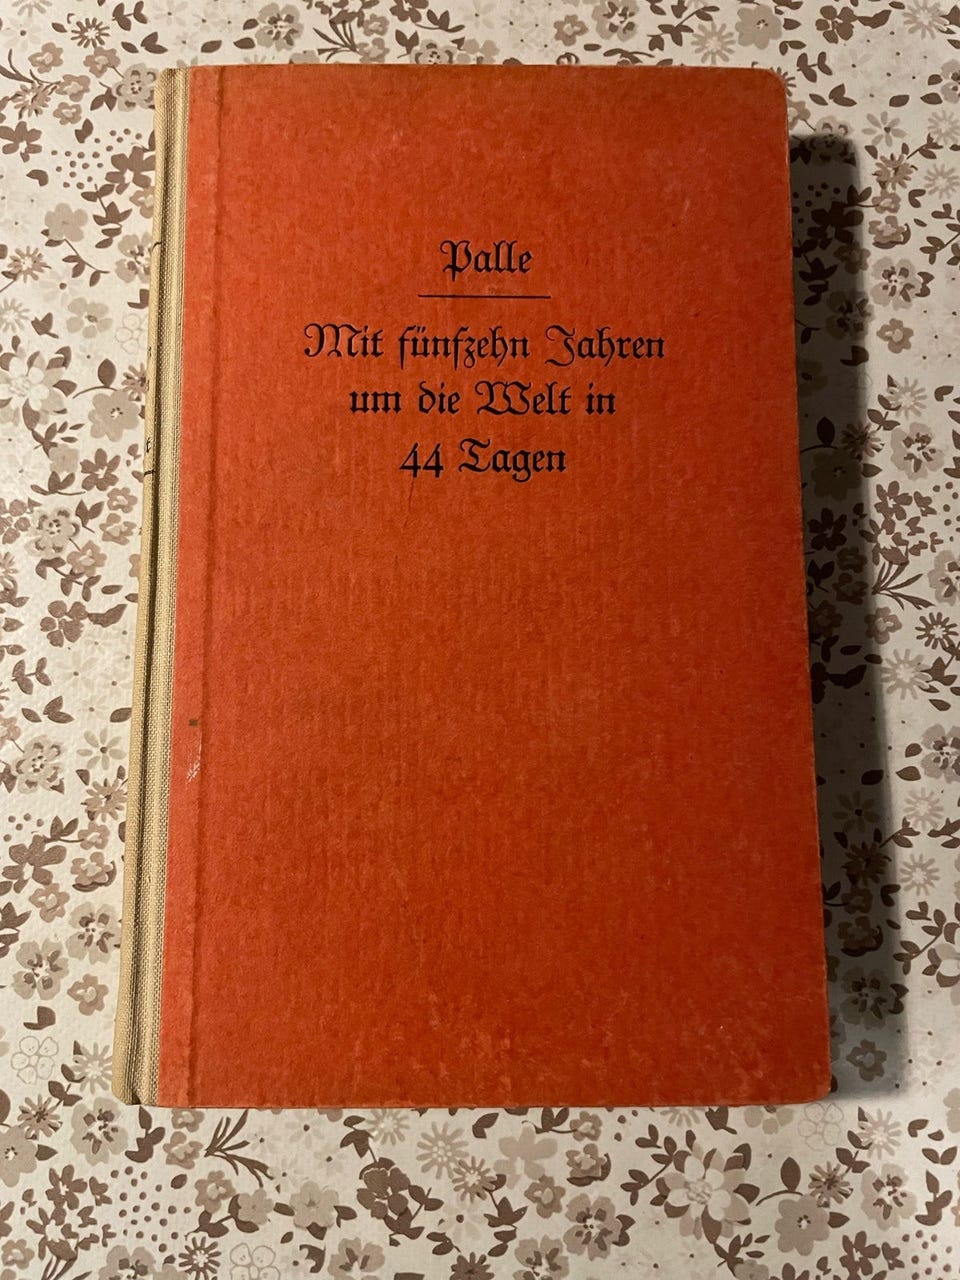 Palle
Mit fünfzehn Jahren
um die Welt in
44 Tagen